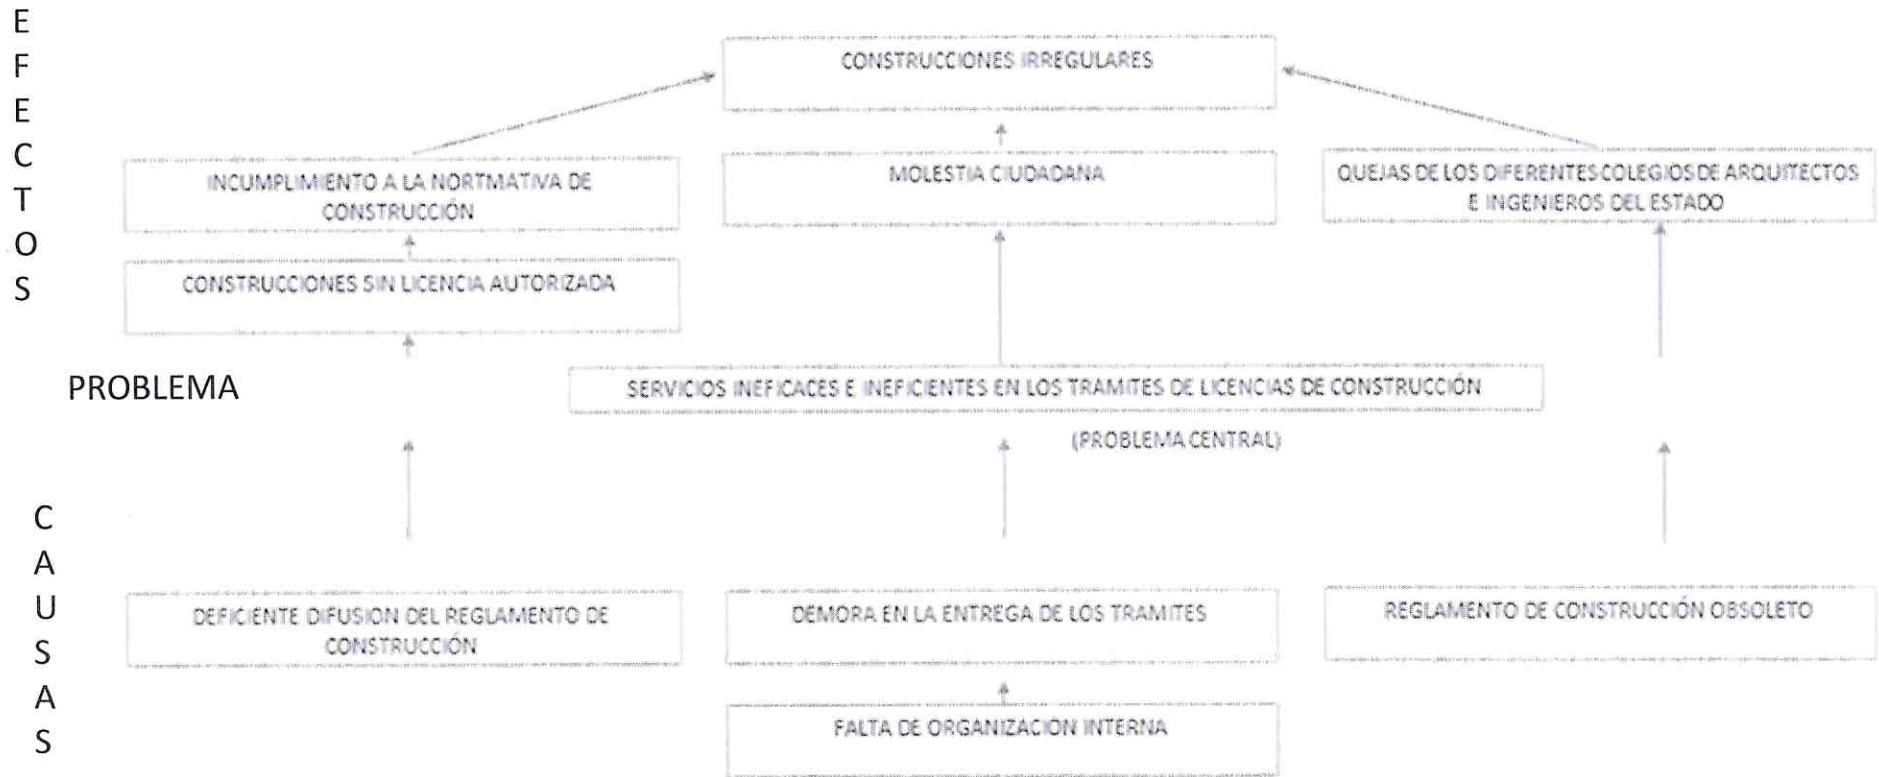 E
F
E
C
T
O
S
CONSTRUCCIONES IRREGULARES
INCUMPLIMIENTO A LA NORTMATIVA DE
CONSTRUCCIÓN
MOLESTIA CIUDADANA
QUEJAS DE LOS DIFERENTES COLEGIOS DE ARQUITECTOS
E INGENIEROS DEL ESTADO
CONSTRUCCIONES SIN LICENCIA AUTORIZADA
PROBLEMA
SERVICIOS INEFICACES E INEFICIENTES EN LOS TRAMITES DE LICENCIAS DE CONSTRUCCIÓN
(PROBLEMA CENTRAL)
C
A
U
S
A
S
DEFICIENTE DIFUSION DEL REGLAMENTO DE
CONSTRUCCIÓN
DEMORA EN LA ENTREGA DE LOS TRAMITES
REGLAMENTO DE CONSTRUCCIÓN OBSOLETO
FALTA DE ORGANIZACIÓN INTERNA